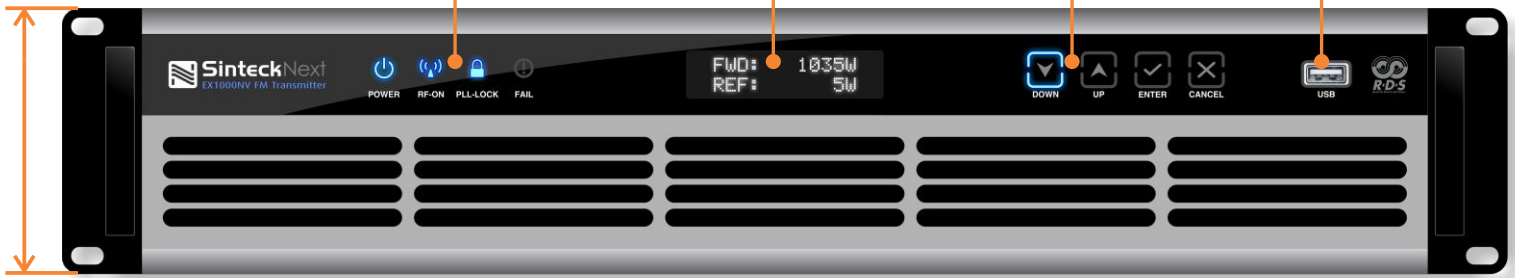 SinteckNext
EX1000NV FM Transmitter
POWER RF-ON PLL-LOCK FAIL
FWD: 1035W
REF: 5W
DOWN UP ENTER CANCEL
USB
R·D·S